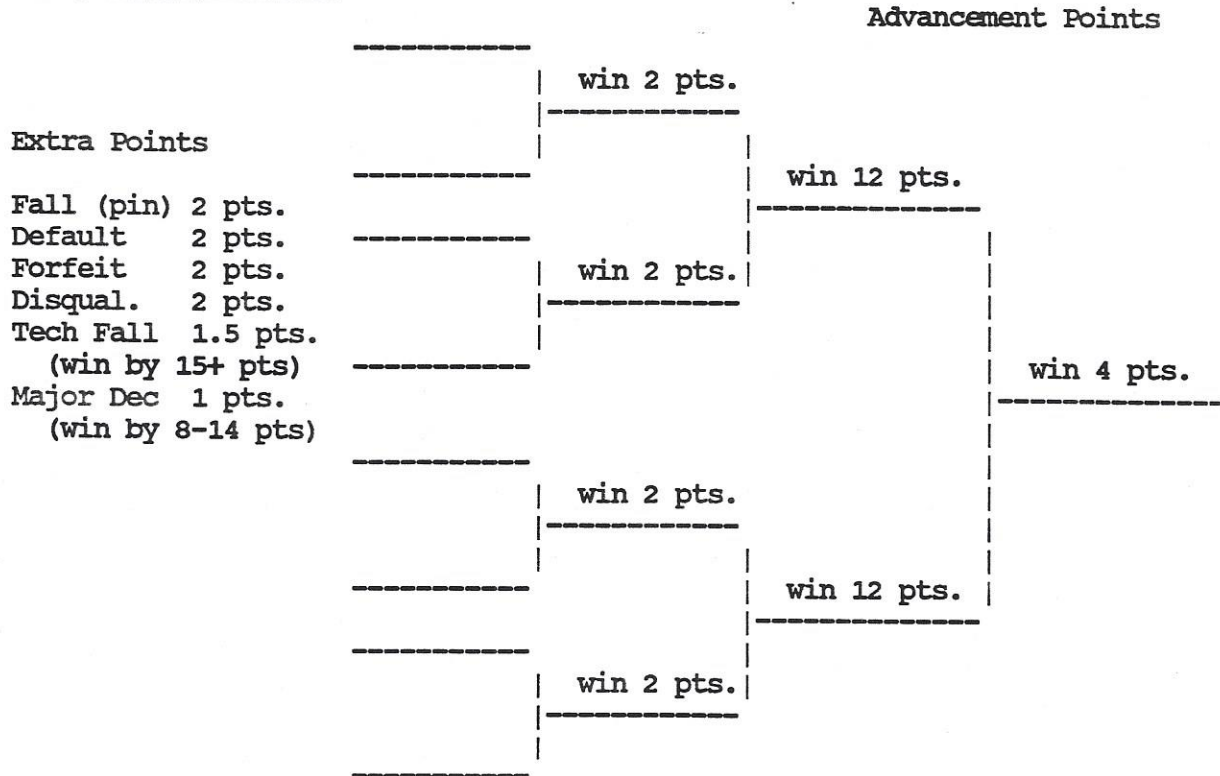 Advancement Points
win 2 pts.
Extra Points
win 12 pts.
Fall (pin) 2 pts.
Default 2 pts.
Forfeit 2 pts.
win 2 pts.
Disqual. 2 pts.
Tech Fall 1.5 pts.
(win by 15+ pts)
win 4 pts.
Major Dec 1 pts.
(win by 8-14 pts)
win 2 pts.
win 12 pts.
win 2 pts.